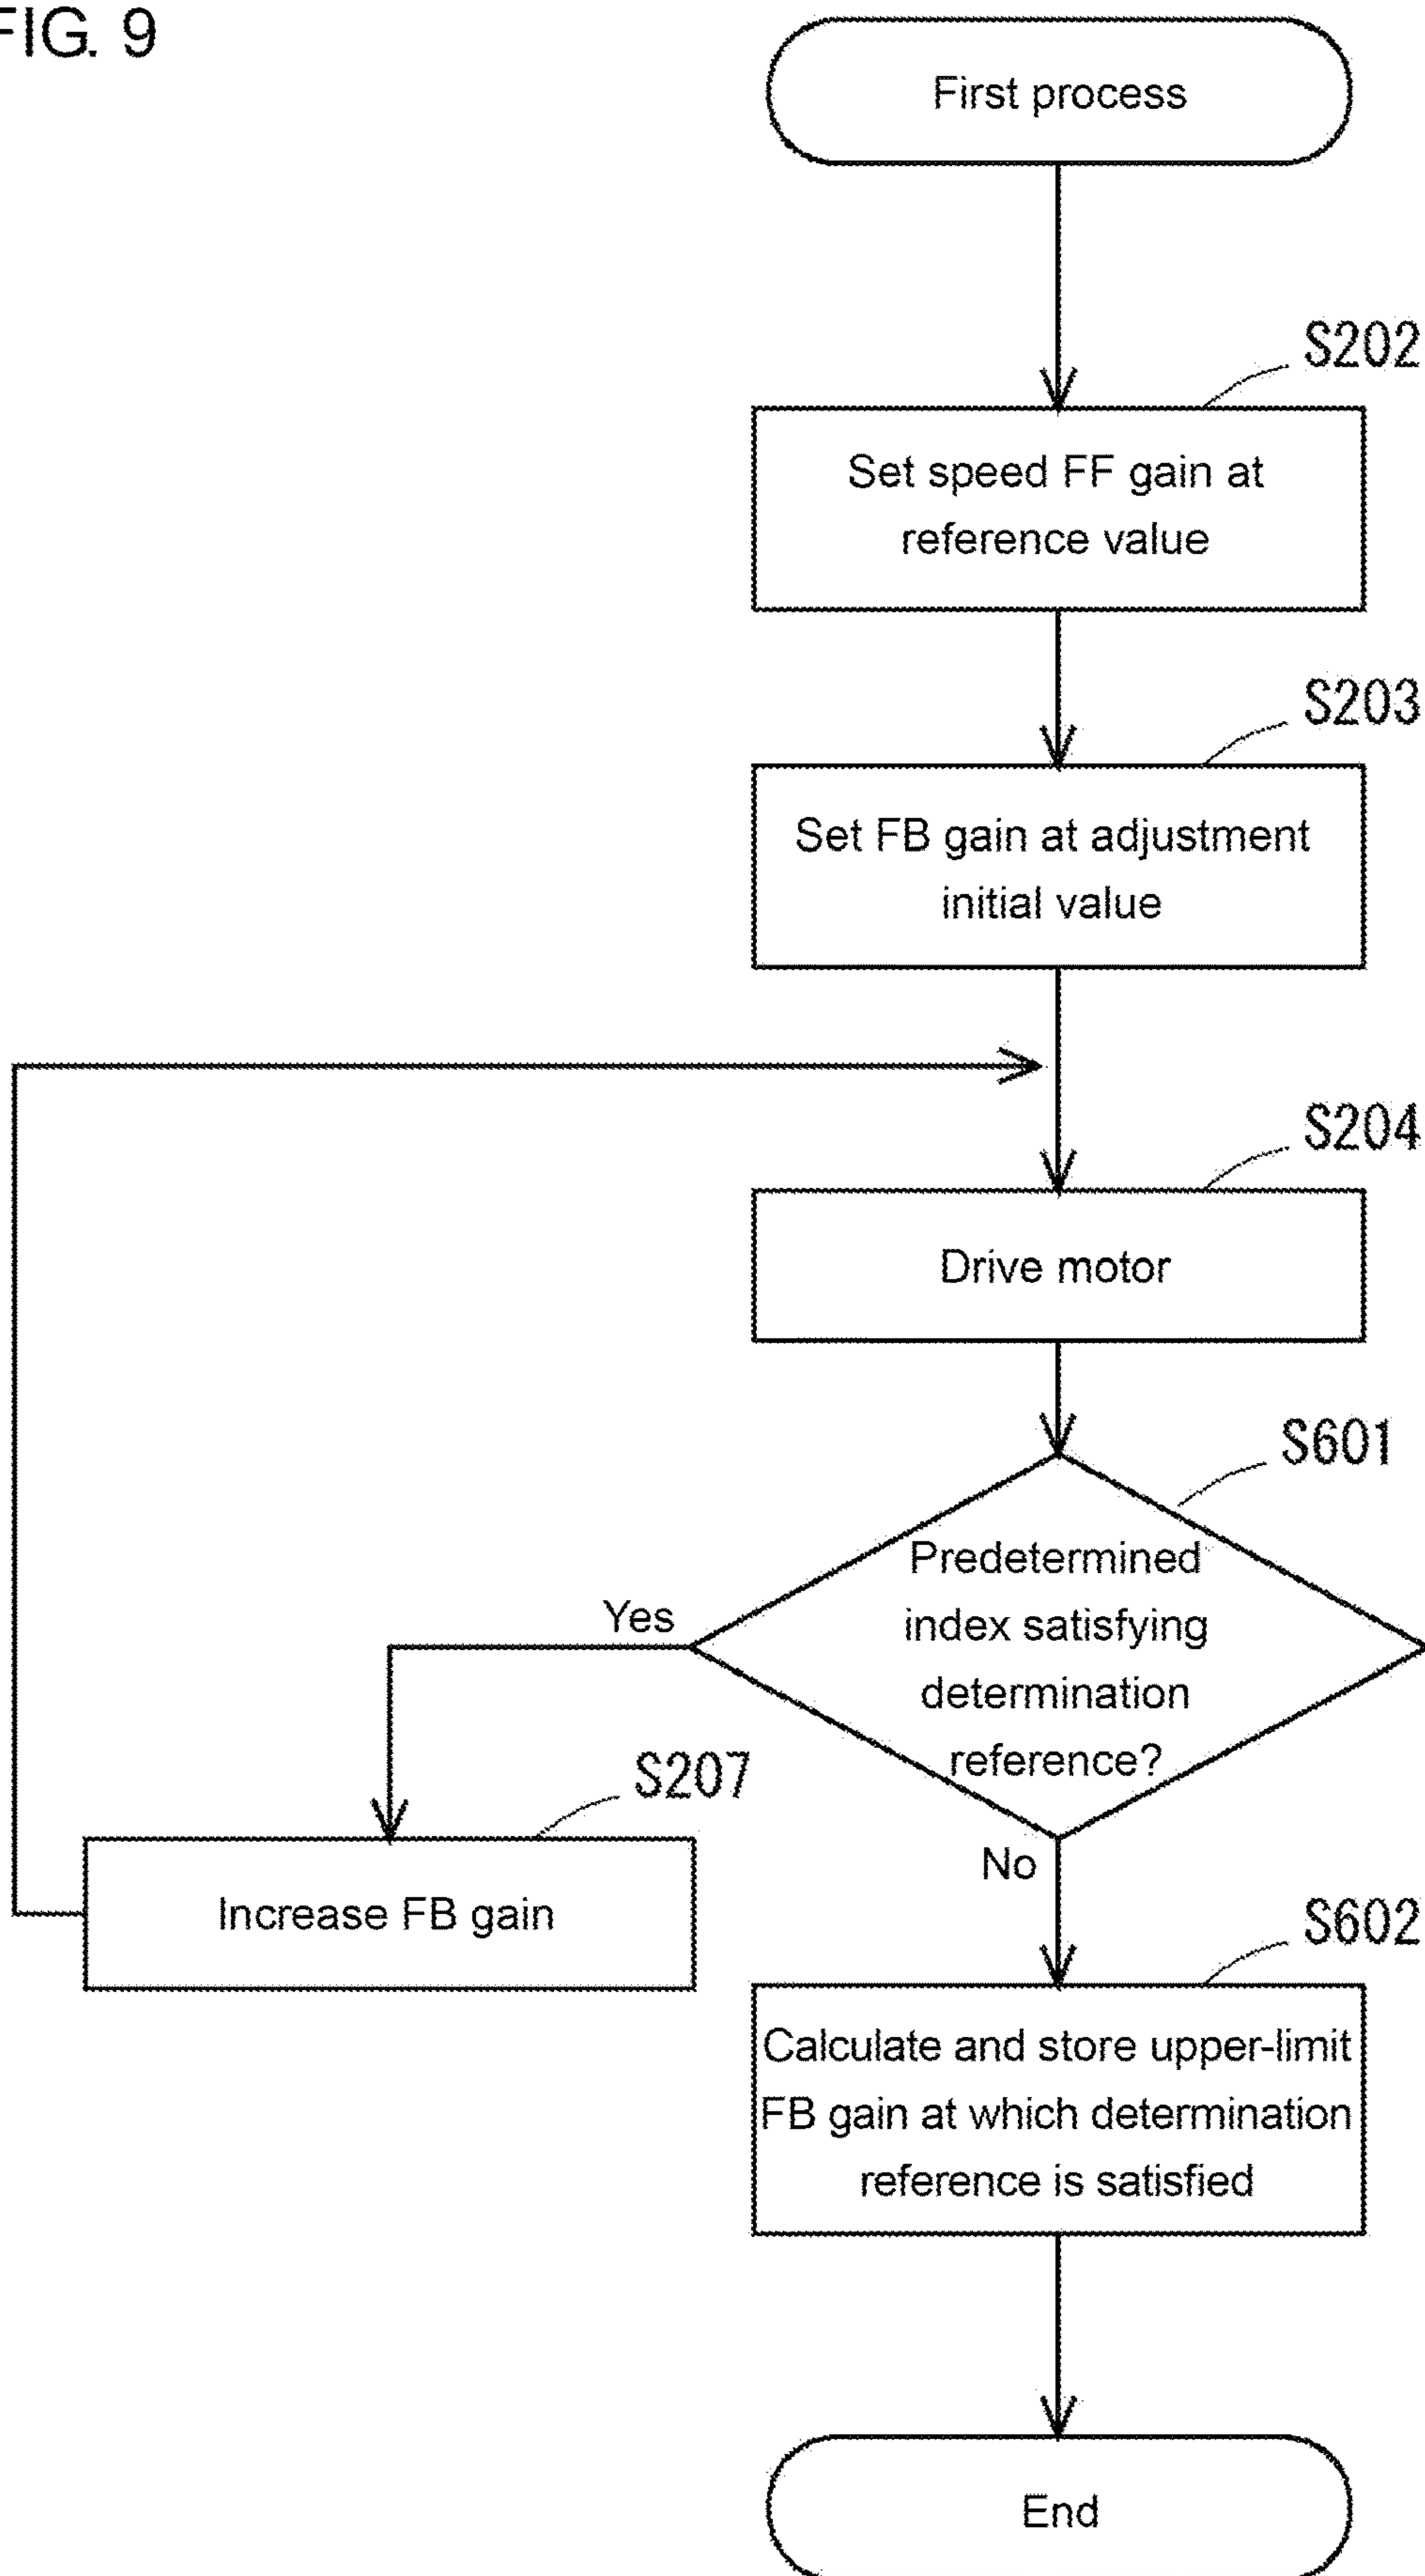 FIG. 9
First process
S202
Set speed FF gain at
reference value
S203
Set FB gain at adjustment
initial value
S204
Drive motor
S601
Predetermined
index satisfying
determination
reference?
Yes
No
S207
Increase FB gain
S602
Calculate and store upper-limit
FB gain at which determination
reference is satisfied
End